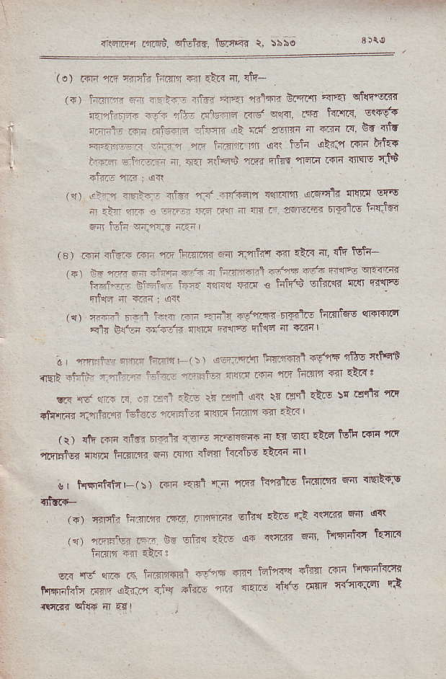 বাংলাদেশ গেজেট, অতিরিক্ত, ডিসেম্বর ২, ১৯৯৩ ৪১২৩
(৩) কোন পদে সরাসরি নিয়োগ করা হইবে না, যদি—
(ক) নিয়োগের জন্য বাছাইকৃত ব্যক্তির স্বাস্থ্য পরীক্ষার উদ্দেশ্যে স্বাস্থ্য অধিদপ্তরের
মহাপরিচালক কর্তৃক গঠিত মেডিক্যাল বোর্ড অথবা, ক্ষেত্র বিশেষে, তৎকর্তৃক
মনোনীত কোন মেডিক্যাল অফিসার এই মর্মে প্রত্যয়ন না করেন যে, উক্ত ব্যক্তি
স্বাস্থ্যগতভাবে অনুরূপ পদে নিয়োগযোগ্য এবং তিনি এইরূপ কোন দৈহিক
বৈকল্যে ভুগিতেছেন না, যাহা সংশ্লিষ্ট পদের দায়িত্ব পালনে কোন ব্যাঘাত সৃষ্টি
করিতে পারে ; এবং
(খ) এইরূপে বাছাইকৃত ব্যক্তির পূর্ব কার্যকলাপ যথাযোগ্য এজেন্সীর মাধ্যমে তদন্ত
না হইয়া থাকে ও তদন্তের ফলে দেখা না যায় যে, প্রজাতন্ত্রের চাকুরীতে নিযুক্তির
জন্য তিনি অনুপযুক্ত নহেন।
(৪) কোন ব্যক্তিকে কোন পদে নিয়োগের জন্য সুপারিশ করা হইবে না, যদি তিনি—
(ক) উক্ত পদের জন্য কমিশন কর্তৃক বা নিয়োগকারী কর্তৃপক্ষ কর্তৃক দরখাস্ত আহবানের
বিজ্ঞপ্তিতে উল্লিখিত ফিসহ যথাযথ ফরমে ও নির্দিষ্ট তারিখের মধ্যে দরখাস্ত
দাখিল না করেন ; এবং
(খ) সরকারী চাকুরী কিংবা কোন স্থানীয় কর্তৃপক্ষের চাকুরীতে নিয়োজিত থাকাকালে
স্বীয় ঊর্ধতন কর্মকর্তার মাধ্যমে দরখাস্ত দাখিল না করেন।
৫। পদোন্নতির মাধ্যমে নিয়োগ।—(১) এতদুদ্দেশ্যে নিয়োগকারী কর্তৃপক্ষ গঠিত সংশ্লিষ্ট
বাছাই কমিটির সুপারিশের ভিত্তিতে পদোন্নতির মাধ্যমে কোন পদে নিয়োগ করা হইবে :
তবে শর্ত থাকে যে, ৩য় শ্রেণী হইতে ২য় শ্রেণী এবং ২য় শ্রেণী হইতে ১ম শ্রেণীর পদে
কমিশনের সুপারিশের ভিত্তিতে পদোন্নতির মাধ্যমে নিয়োগ করা হইবে।
(২) যদি কোন ব্যক্তির চাকুরীর বৃত্তান্ত সন্তোষজনক না হয় তাহা হইলে তিনি কোন পদে
পদোন্নতির মাধ্যমে নিয়োগের জন্য যোগ্য বলিয়া বিবেচিত হইবেন না।
৬। শিক্ষানবিসি।—(১) কোন স্থায়ী শূন্য পদের বিপরীতে নিয়োগের জন্য বাছাইকৃত
ব্যক্তিকে—
(ক) সরাসরি নিয়োগের ক্ষেত্রে, যোগদানের তারিখ হইতে দুই বৎসরের জন্য এবং
(খ) পদোন্নতির ক্ষেত্রে, উক্ত তারিখ হইতে এক বৎসরের জন্য, শিক্ষানবিস হিসাবে
নিয়োগ করা হইবে :
তবে শর্ত থাকে যে, নিয়োগকারী কর্তৃপক্ষ কারণ লিপিবদ্ধ করিয়া কোন শিক্ষানবিসের
শিক্ষানবিসি মেয়াদ এইরূপে বৃদ্ধি করিতে পারে যাহাতে বর্ধিত মেয়াদ সর্বসাকুল্যে দুই
বৎসরের অধিক না হয়।